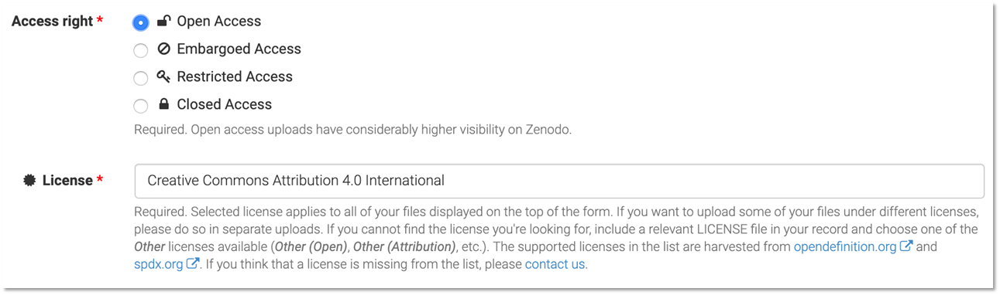 Access right *
Open Access
Embargoed Access
Restricted Access
Closed Access
Required. Open access uploads have considerably higher visibility on Zenodo.
License *
Creative Commons Attribution 4.0 International
Required. Selected license applies to all of your files displayed on the top of the form. If you want to upload some of your files under different licenses,
please do so in separate uploads. If you cannot find the license you're looking for, include a relevant LICENSE file in your record and choose one of the
Other licenses available (Other (Open), Other (Attribution), etc.). The supported licenses in the list are harvested from opendefinition.org and
spdx.org. If you think that a license is missing from the list, please contact us.